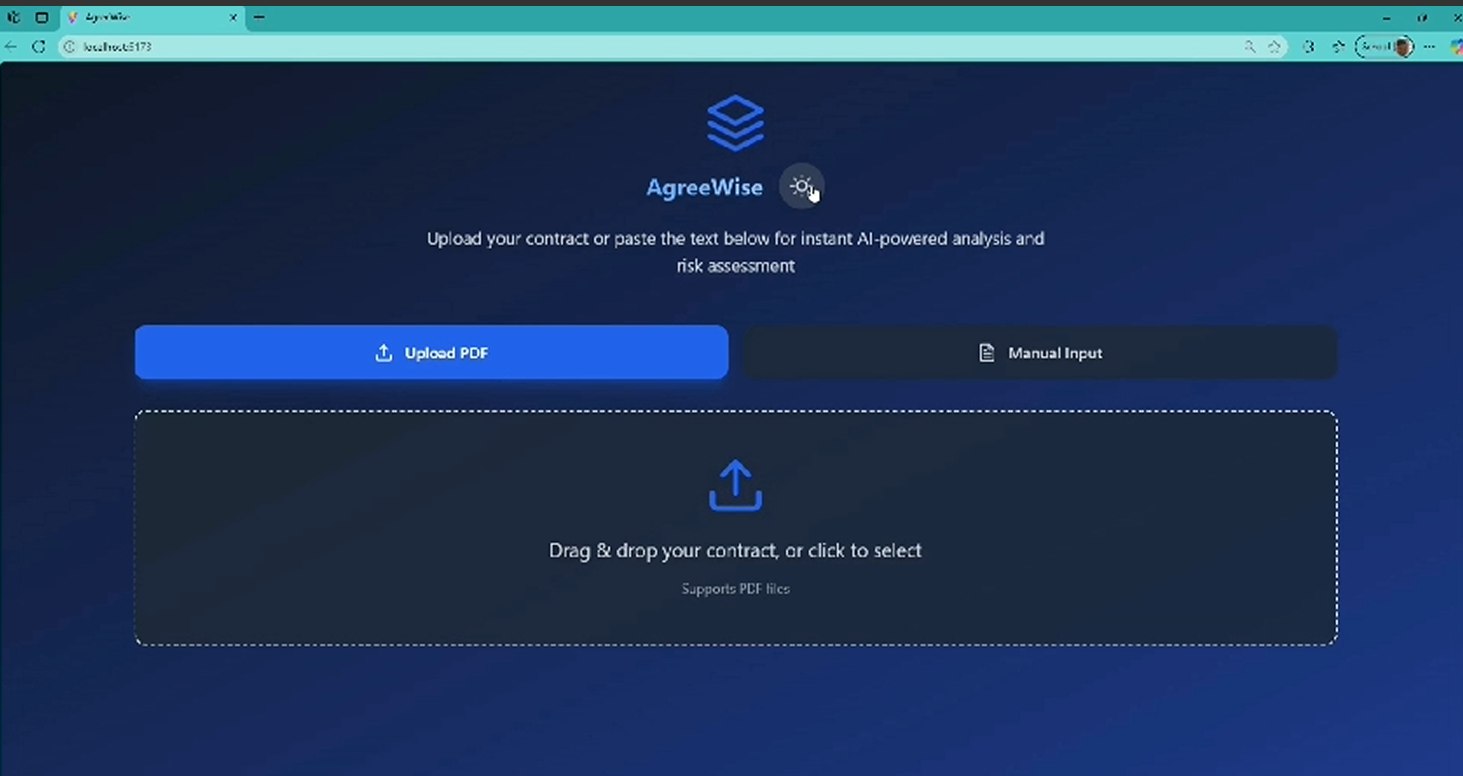 AgreeWise
localhost:5173
AgreeWise
Upload your contract or paste the text below for instant AI-powered analysis and
risk assessment
Upload PDF
Manual Input
Drag & drop your contract, or click to select
Supports PDF files